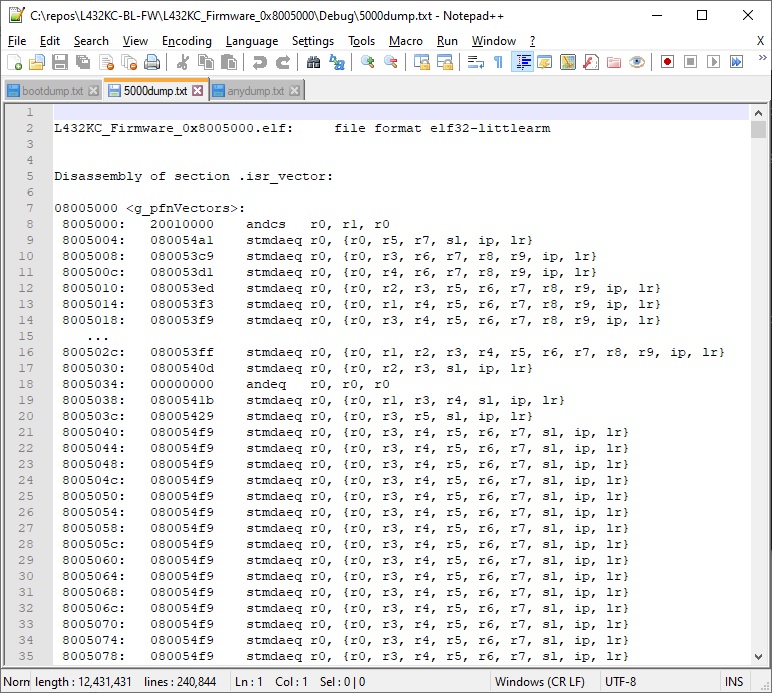 C:\repos\L432KC-BL-FW\L432KC_Firmware_0x8005000\Debug\5000dump.txt - Notepad++
File Edit Search View Encoding Language Settings Tools Macro Run Window ? X
bootdump.txt 5000dump.txt anydump.txt
1
2 L432KC_Firmware_0x8005000.elf:     file format elf32-littlearm
3
4
5 Disassembly of section .isr_vector:
6
7 08005000 <g_pfnVectors>:
8 8005000: 20010000 andcs r0, r1, r0
9 8005004: 080054a1 stmdaeq r0, {r0, r5, r7, sl, ip, lr}
10 8005008: 080053c9 stmdaeq r0, {r0, r3, r6, r7, r8, r9, ip, lr}
11 800500c: 080053d1 stmdaeq r0, {r0, r4, r6, r7, r8, r9, ip, lr}
12 8005010: 080053ed stmdaeq r0, {r0, r2, r3, r5, r6, r7, r8, r9, ip, lr}
13 8005014: 080053f3 stmdaeq r0, {r0, r1, r4, r5, r6, r7, r8, r9, ip, lr}
14 8005018: 080053f9 stmdaeq r0, {r0, r3, r4, r5, r6, r7, r8, r9, ip, lr}
15 ...
16 800502c: 080053ff stmdaeq r0, {r0, r1, r2, r3, r4, r5, r6, r7, r8, r9, ip, lr}
17 8005030: 0800540d stmdaeq r0, {r0, r2, r3, sl, ip, lr}
18 8005034: 00000000 andeq r0, r0, r0
19 8005038: 0800541b stmdaeq r0, {r0, r1, r3, r4, sl, ip, lr}
20 800503c: 08005429 stmdaeq r0, {r0, r3, r5, sl, ip, lr}
21 8005040: 080054f9 stmdaeq r0, {r0, r3, r4, r5, r6, r7, sl, ip, lr}
22 8005044: 080054f9 stmdaeq r0, {r0, r3, r4, r5, r6, r7, sl, ip, lr}
23 8005048: 080054f9 stmdaeq r0, {r0, r3, r4, r5, r6, r7, sl, ip, lr}
24 800504c: 080054f9 stmdaeq r0, {r0, r3, r4, r5, r6, r7, sl, ip, lr}
25 8005050: 080054f9 stmdaeq r0, {r0, r3, r4, r5, r6, r7, sl, ip, lr}
26 8005054: 080054f9 stmdaeq r0, {r0, r3, r4, r5, r6, r7, sl, ip, lr}
27 8005058: 080054f9 stmdaeq r0, {r0, r3, r4, r5, r6, r7, sl, ip, lr}
28 800505c: 080054f9 stmdaeq r0, {r0, r3, r4, r5, r6, r7, sl, ip, lr}
29 8005060: 080054f9 stmdaeq r0, {r0, r3, r4, r5, r6, r7, sl, ip, lr}
30 8005064: 080054f9 stmdaeq r0, {r0, r3, r4, r5, r6, r7, sl, ip, lr}
31 8005068: 080054f9 stmdaeq r0, {r0, r3, r4, r5, r6, r7, sl, ip, lr}
32 800506c: 080054f9 stmdaeq r0, {r0, r3, r4, r5, r6, r7, sl, ip, lr}
33 8005070: 080054f9 stmdaeq r0, {r0, r3, r4, r5, r6, r7, sl, ip, lr}
34 8005074: 080054f9 stmdaeq r0, {r0, r3, r4, r5, r6, r7, sl, ip, lr}
35 8005078: 080054f9 stmdaeq r0, {r0, r3, r4, r5, r6, r7, sl, ip, lr}
Norn length : 12,431,431 lines : 240,844 Ln : 1 Col : 1 Sel : 0 | 0 Windows (CR LF) UTF-8 INS